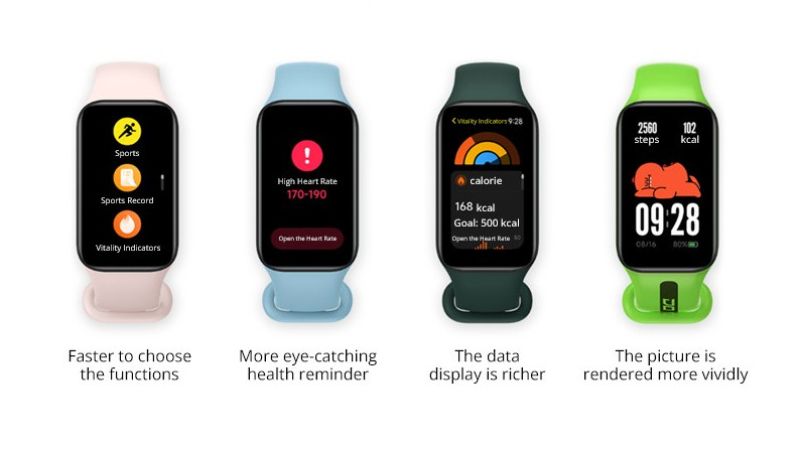 Sports
Sports Record
Vitality Indicators
High Heart Rate
170-190
Open the Heart Rate
Vitality Indicators 9:28
calorie
168 kcal
Goal: 500 kcal
Open the Heart Rate
2560 102
steps kcal
09:28
08/16 80%
Faster to choose
the functions
More eye-catching
health reminder
The data
display is richer
The picture is
rendered more vividly